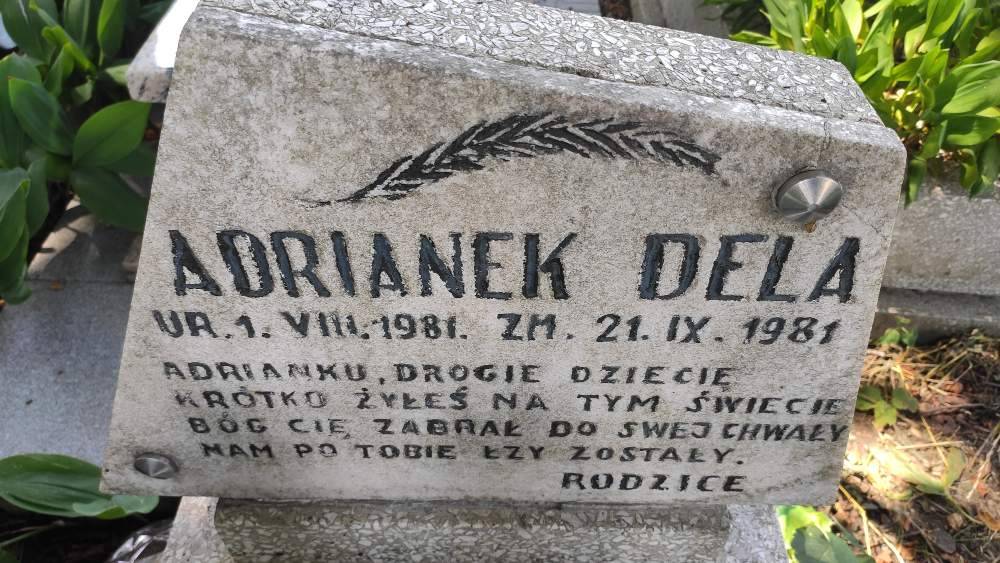 ADRIANEK DELA
UR. 1. VIII. 1981. ZM. 21. IX. 1981
ADRIANKU, DROGIE DZIECIĘ
KRÓTKO ŻYŁEŚ NA TYM ŚWIECIE
BÓG CIĘ ZABRAŁ DO SWEJ CHWAŁY
NAM PO TOBIE ŁZY ZOSTAŁY.
RODZICE